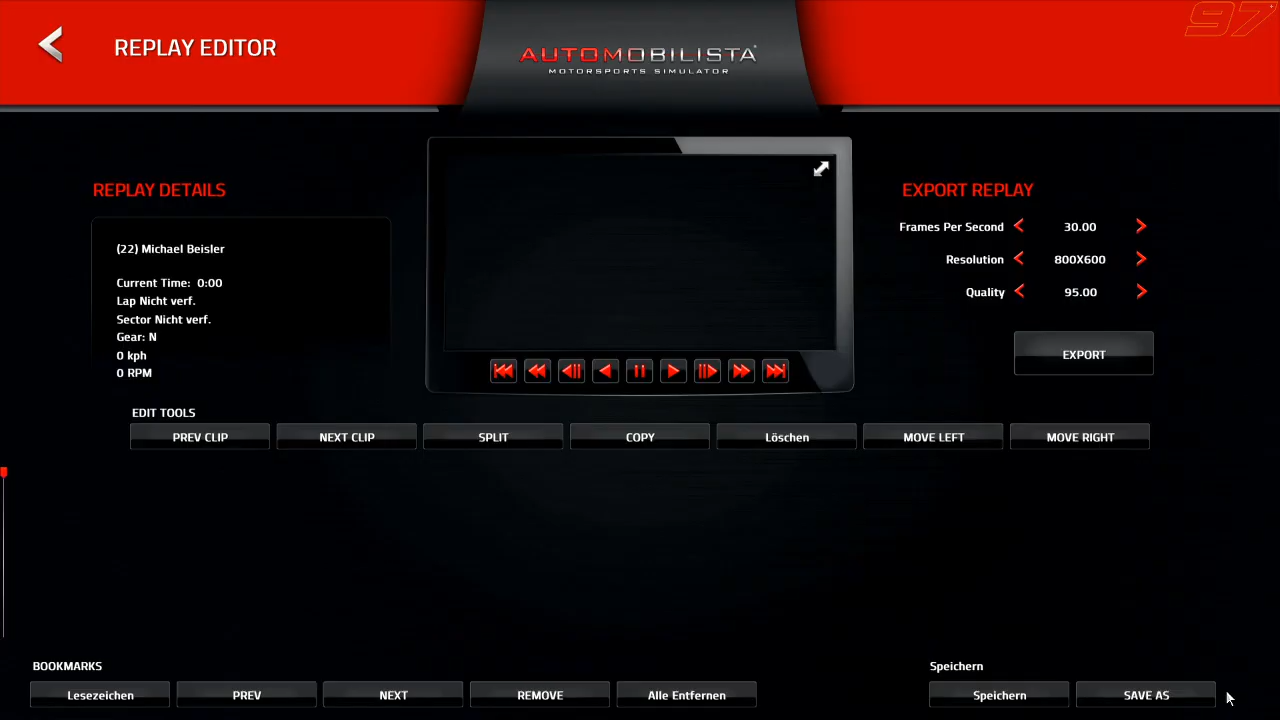 REPLAY EDITOR
AUTOMOBILISTA
MOTORSPORTS SIMULATOR
97
REPLAY DETAILS
(22) Michael Beisler
Current Time: 0:00
Lap Nicht verf.
Sector Nicht verf.
Gear: N
0 kph
0 RPM
EXPORT REPLAY
Frames Per Second 30.00
Resolution 800X600
Quality 95.00
EXPORT
EDIT TOOLS
PREV CLIP NEXT CLIP SPLIT COPY Löschen MOVE LEFT MOVE RIGHT
BOOKMARKS
Lesezeichen PREV NEXT REMOVE Alle Entfernen
Speichern
Speichern SAVE AS